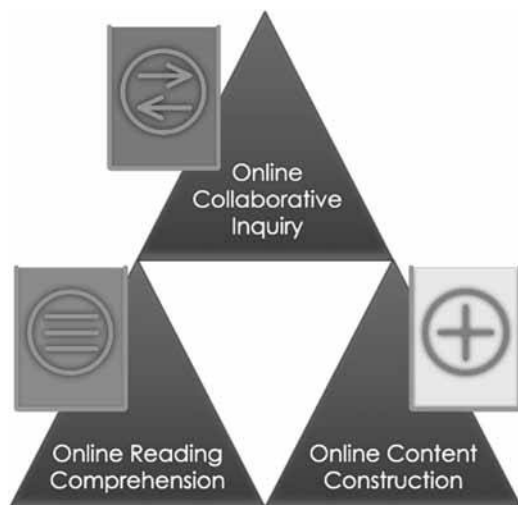 Online
Collaborative
Inquiry
Online Reading
Comprehension
Online Content
Construction